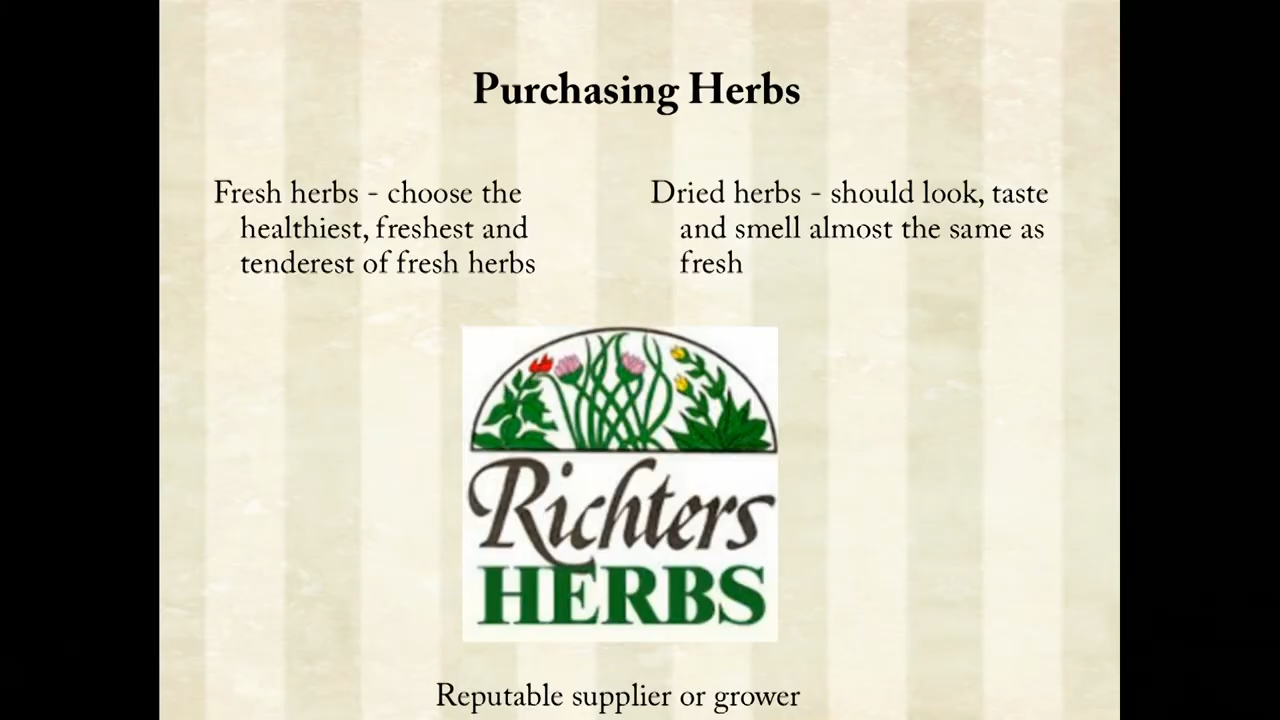 Purchasing Herbs
Fresh herbs - choose the
healthiest, freshest and
tenderest of fresh herbs
Dried herbs - should look, taste
and smell almost the same as
fresh
Richters
HERBS
Reputable supplier or grower